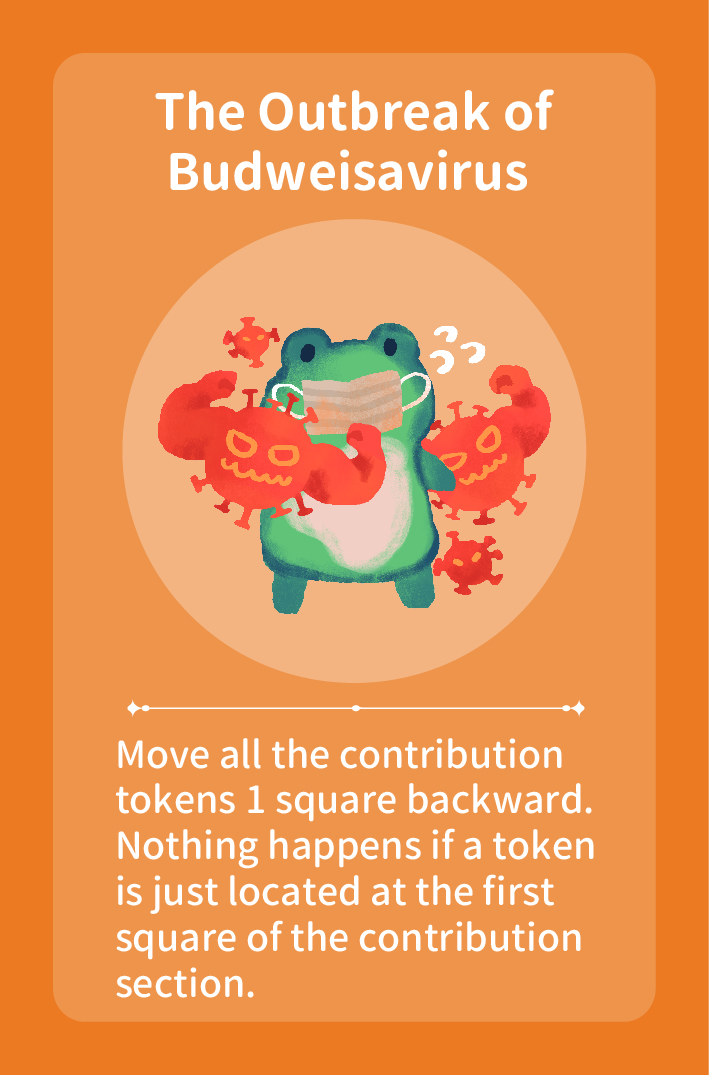 The Outbreak of
Budweisavirus
Move all the contribution
tokens 1 square backward.
Nothing happens if a token
is just located at the first
square of the contribution
section.